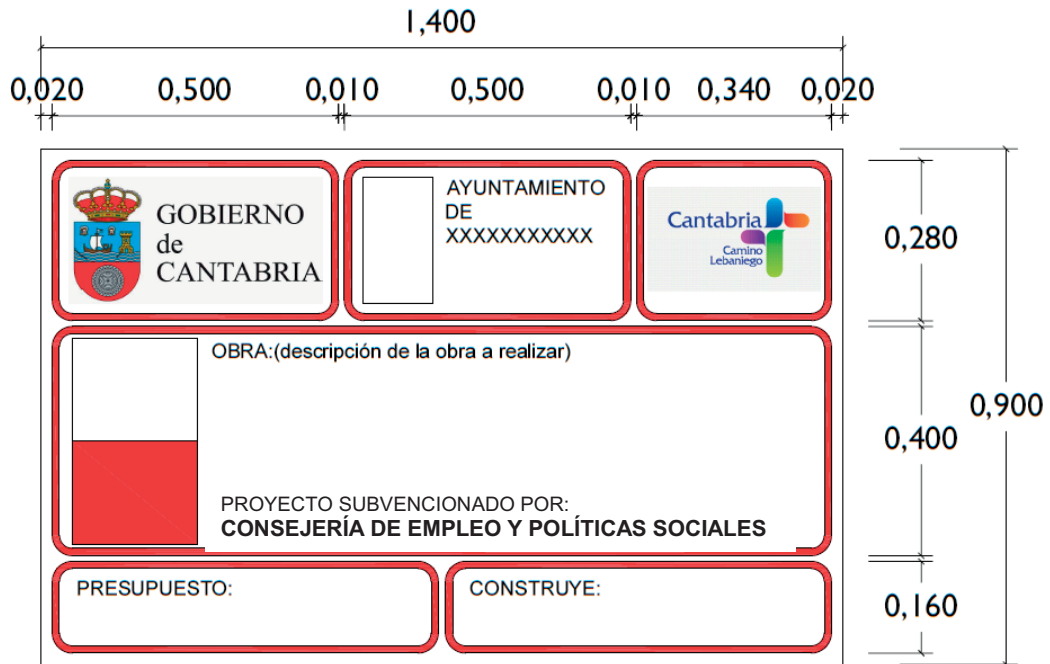 1,400
0,020 0,500 0,010 0,500 0,010 0,340 0,020
GOBIERNO
de
CANTABRIA
AYUNTAMIENTO
DE
XXXXXXXXXXX
Cantabria
Camino
Lebaniego
0,280
OBRA:(descripción de la obra a realizar)
0,900
0,400
PROYECTO SUBVENCIONADO POR:
CONSEJERÍA DE EMPLEO Y POLÍTICAS SOCIALES
PRESUPUESTO:
CONSTRUYE:
0,160